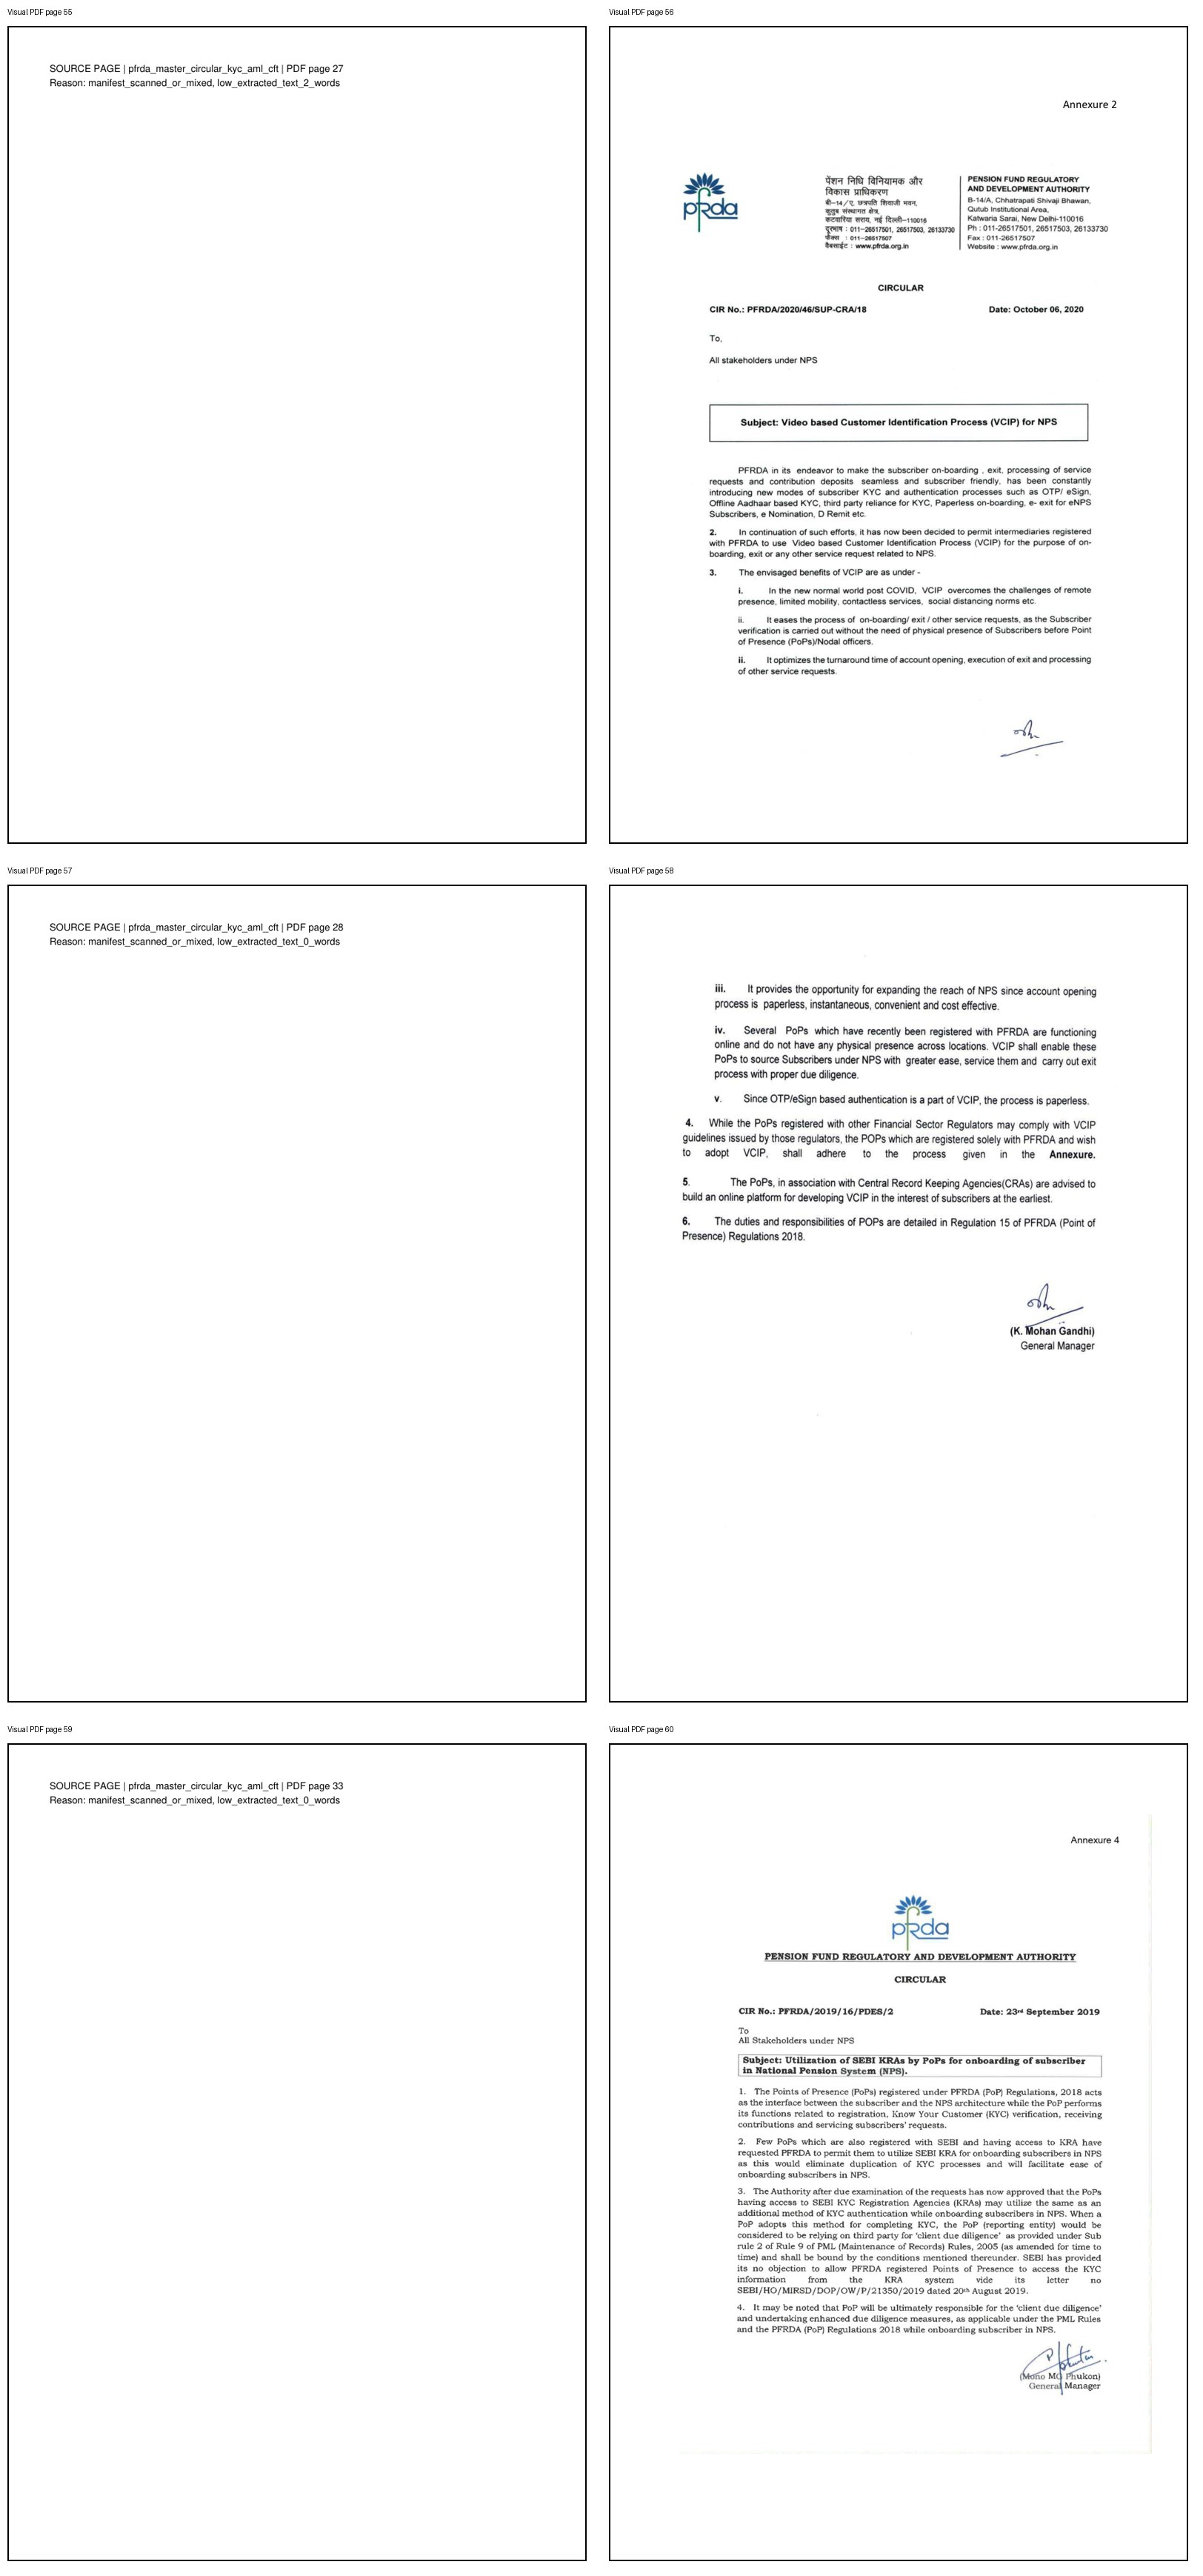 Visual PDF page 55
SOURCE PAGE | pfrda_master_circular_kyc_aml_cft | PDF page 27
Reason: manifest_scanned_or_mixed, low_extracted_text_2_words
Visual PDF page 56
Annexure 2
pfrda
पेंशन निधि विनियामक और
विकास प्राधिकरण
बी–14/ए, छत्रपति शिवाजी भवन,
कुतुब संस्थागत क्षेत्र,
कटवारिया सराय, नई दिल्ली–110016
दूरभाष : 011–26517501, 26517503, 26133730
फैक्स : 011–26517507
वैबसाईट : www.pfrda.org.in
PENSION FUND REGULATORY
AND DEVELOPMENT AUTHORITY
B-14/A, Chhatrapati Shivaji Bhawan,
Qutub Institutional Area,
Katwaria Sarai, New Delhi-110016
Ph : 011-26517501, 26517503, 26133730
Fax : 011-26517507
Website : www.pfrda.org.in
CIRCULAR
CIR No.: PFRDA/2020/46/SUP-CRA/18 Date: October 06, 2020
To,
All stakeholders under NPS
Subject: Video based Customer Identification Process (VCIP) for NPS
PFRDA in its endeavor to make the subscriber on-boarding , exit, processing of service
requests and contribution deposits seamless and subscriber friendly, has been constantly
introducing new modes of subscriber KYC and authentication processes such as OTP/ eSign,
Offline Aadhaar based KYC, third party reliance for KYC, Paperless on-boarding, e- exit for eNPS
Subscribers, e Nomination, D Remit etc.
2. In continuation of such efforts, it has now been decided to permit intermediaries registered
with PFRDA to use Video based Customer Identification Process (VCIP) for the purpose of on-
boarding, exit or any other service request related to NPS.
3. The envisaged benefits of VCIP are as under -
i. In the new normal world post COVID, VCIP overcomes the challenges of remote
presence, limited mobility, contactless services, social distancing norms etc.
ii. It eases the process of on-boarding/ exit / other service requests, as the Subscriber
verification is carried out without the need of physical presence of Subscribers before Point
of Presence (PoPs)/Nodal officers.
ii. It optimizes the turnaround time of account opening, execution of exit and processing
of other service requests.
Visual PDF page 57
SOURCE PAGE | pfrda_master_circular_kyc_aml_cft | PDF page 28
Reason: manifest_scanned_or_mixed, low_extracted_text_0_words
Visual PDF page 58
iii. It provides the opportunity for expanding the reach of NPS since account opening
process is paperless, instantaneous, convenient and cost effective.
iv. Several PoPs which have recently been registered with PFRDA are functioning
online and do not have any physical presence across locations. VCIP shall enable these
PoPs to source Subscribers under NPS with greater ease, service them and carry out exit
process with proper due diligence.
v. Since OTP/eSign based authentication is a part of VCIP, the process is paperless.
4. While the PoPs registered with other Financial Sector Regulators may comply with VCIP
guidelines issued by those regulators, the POPs which are registered solely with PFRDA and wish
to adopt VCIP, shall adhere to the process given in the Annexure.
5. The PoPs, in association with Central Record Keeping Agencies(CRAs) are advised to
build an online platform for developing VCIP in the interest of subscribers at the earliest.
6. The duties and responsibilities of POPs are detailed in Regulation 15 of PFRDA (Point of
Presence) Regulations 2018.
(K. Mohan Gandhi)
General Manager
Visual PDF page 59
SOURCE PAGE | pfrda_master_circular_kyc_aml_cft | PDF page 33
Reason: manifest_scanned_or_mixed, low_extracted_text_0_words
Visual PDF page 60
Annexure 4
pfrda
PENSION FUND REGULATORY AND DEVELOPMENT AUTHORITY
CIRCULAR
CIR No.: PFRDA/2019/16/PDES/2 Date: 23rd September 2019
To
All Stakeholders under NPS
Subject: Utilization of SEBI KRAs by PoPs for onboarding of subscriber
in National Pension System (NPS).
1. The Points of Presence (PoPs) registered under PFRDA (PoP) Regulations, 2018 acts
as the interface between the subscriber and the NPS architecture while the PoP performs
its functions related to registration, Know Your Customer (KYC) verification, receiving
contributions and servicing subscribers' requests.
2. Few PoPs which are also registered with SEBI and having access to KRA have
requested PFRDA to permit them to utilize SEBI KRA for onboarding subscribers in NPS
as this would eliminate duplication of KYC processes and will facilitate ease of
onboarding subscribers in NPS.
3. The Authority after due examination of the requests has now approved that the PoPs
having access to SEBI KYC Registration Agencies (KRAs) may utilize the same as an
additional method of KYC authentication while onboarding subscribers in NPS. When a
PoP adopts this method for completing KYC, the PoP (reporting entity) would be
considered to be relying on third party for 'client due diligence' as provided under Sub
rule 2 of Rule 9 of PML (Maintenance of Records) Rules, 2005 (as amended for time to
time) and shall be bound by the conditions mentioned thereunder. SEBI has provided
its no objection to allow PFRDA registered Points of Presence to access the KYC
information from the KRA system vide its letter no
SEBI/HO/MIRSD/DOP/OW/P/21350/2019 dated 20th August 2019.
4. It may be noted that PoP will be ultimately responsible for the 'client due diligence'
and undertaking enhanced due diligence measures, as applicable under the PML Rules
and the PFRDA (PoP) Regulations 2018 while onboarding subscriber in NPS.
(Mono MG Phukon)
General Manager